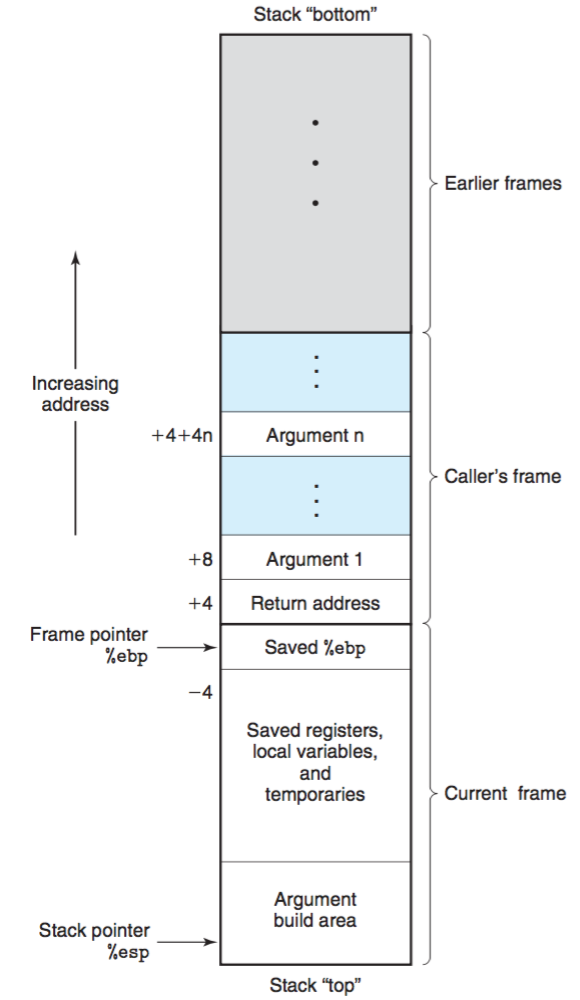 Stack “bottom”
Earlier frames
Increasing
address
+4+4n
Argument n
Caller’s frame
+8
Argument 1
+4
Return address
Frame pointer
%ebp
Saved %ebp
−4
Saved registers,
local variables,
and
temporaries
Current frame
Argument
build area
Stack pointer
%esp
Stack “top”